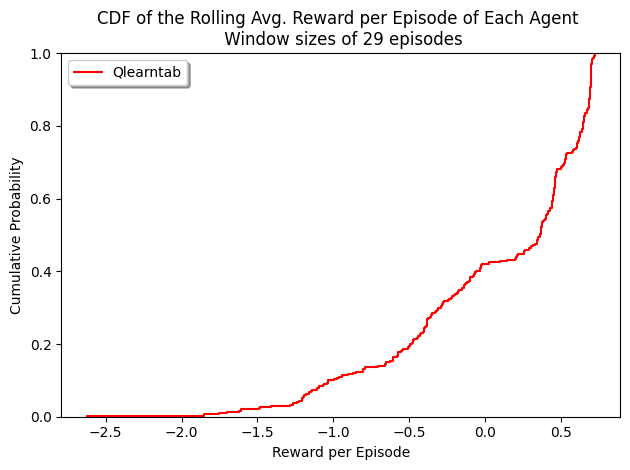 CDF of the Rolling Avg. Reward per Episode of Each Agent
Window sizes of 29 episodes
Qlearntab
Cumulative Probability
1.0
0.8
0.6
0.4
0.2
0.0
−2.5 −2.0 −1.5 −1.0 −0.5 0.0 0.5
Reward per Episode